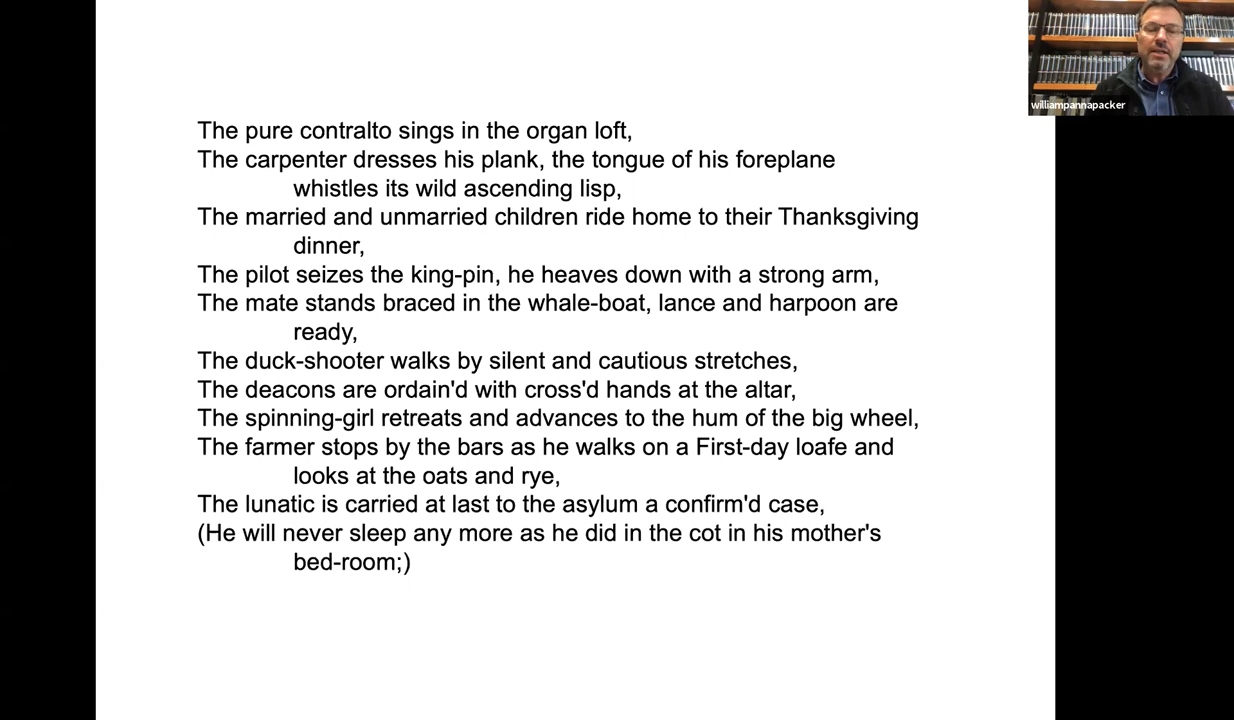 The pure contralto sings in the organ loft,
The carpenter dresses his plank, the tongue of his foreplane
whistles its wild ascending lisp,
The married and unmarried children ride home to their Thanksgiving
dinner,
The pilot seizes the king-pin, he heaves down with a strong arm,
The mate stands braced in the whale-boat, lance and harpoon are
ready,
The duck-shooter walks by silent and cautious stretches,
The deacons are ordain'd with cross'd hands at the altar,
The spinning-girl retreats and advances to the hum of the big wheel,
The farmer stops by the bars as he walks on a First-day loafe and
looks at the oats and rye,
The lunatic is carried at last to the asylum a confirm'd case,
(He will never sleep any more as he did in the cot in his mother's
bed-room;)
williampannapacker